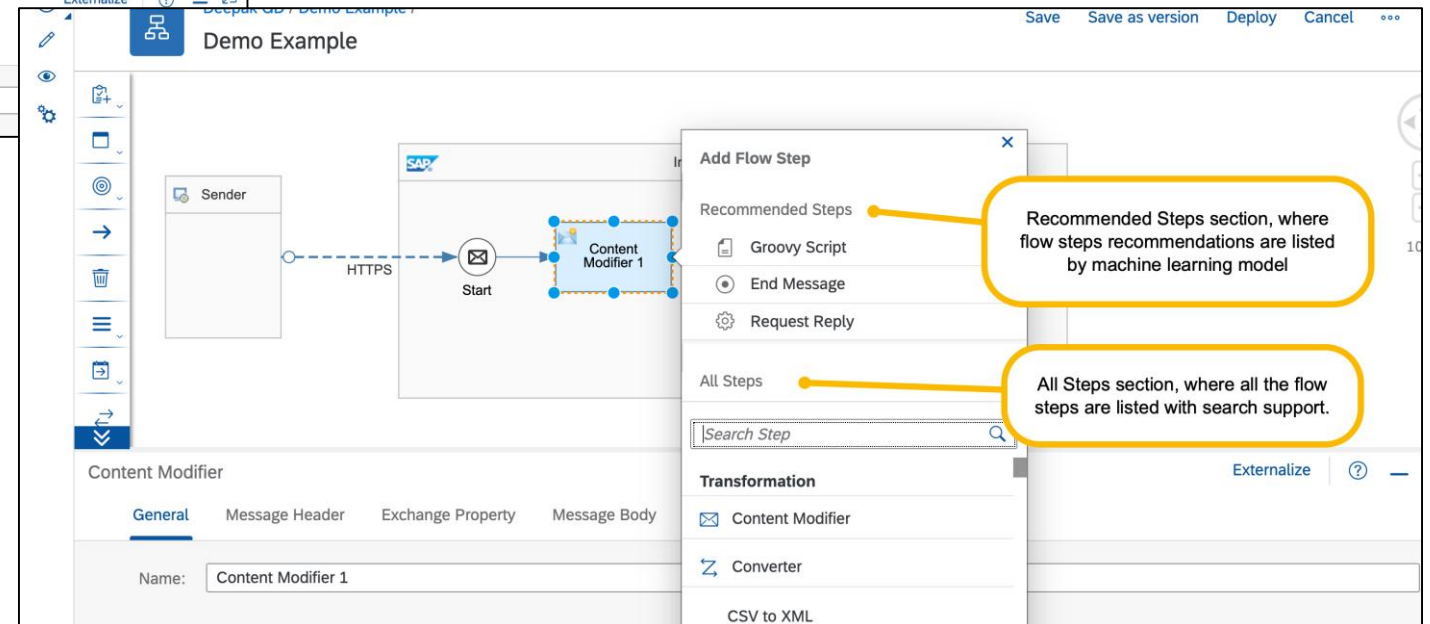 Externalize
Deepak GD / Demo Example /
Demo Example
Save Save as version Deploy Cancel
SAP
Sender
HTTPS
Start
Content
Modifier 1
Add Flow Step
Recommended Steps
Groovy Script
End Message
Request Reply
All Steps
Search Step
Transformation
Content Modifier
Converter
CSV to XML
Recommended Steps section, where
flow steps recommendations are listed
by machine learning model
All Steps section, where all the flow
steps are listed with search support.
Content Modifier
Externalize
General Message Header Exchange Property Message Body
Name: Content Modifier 1